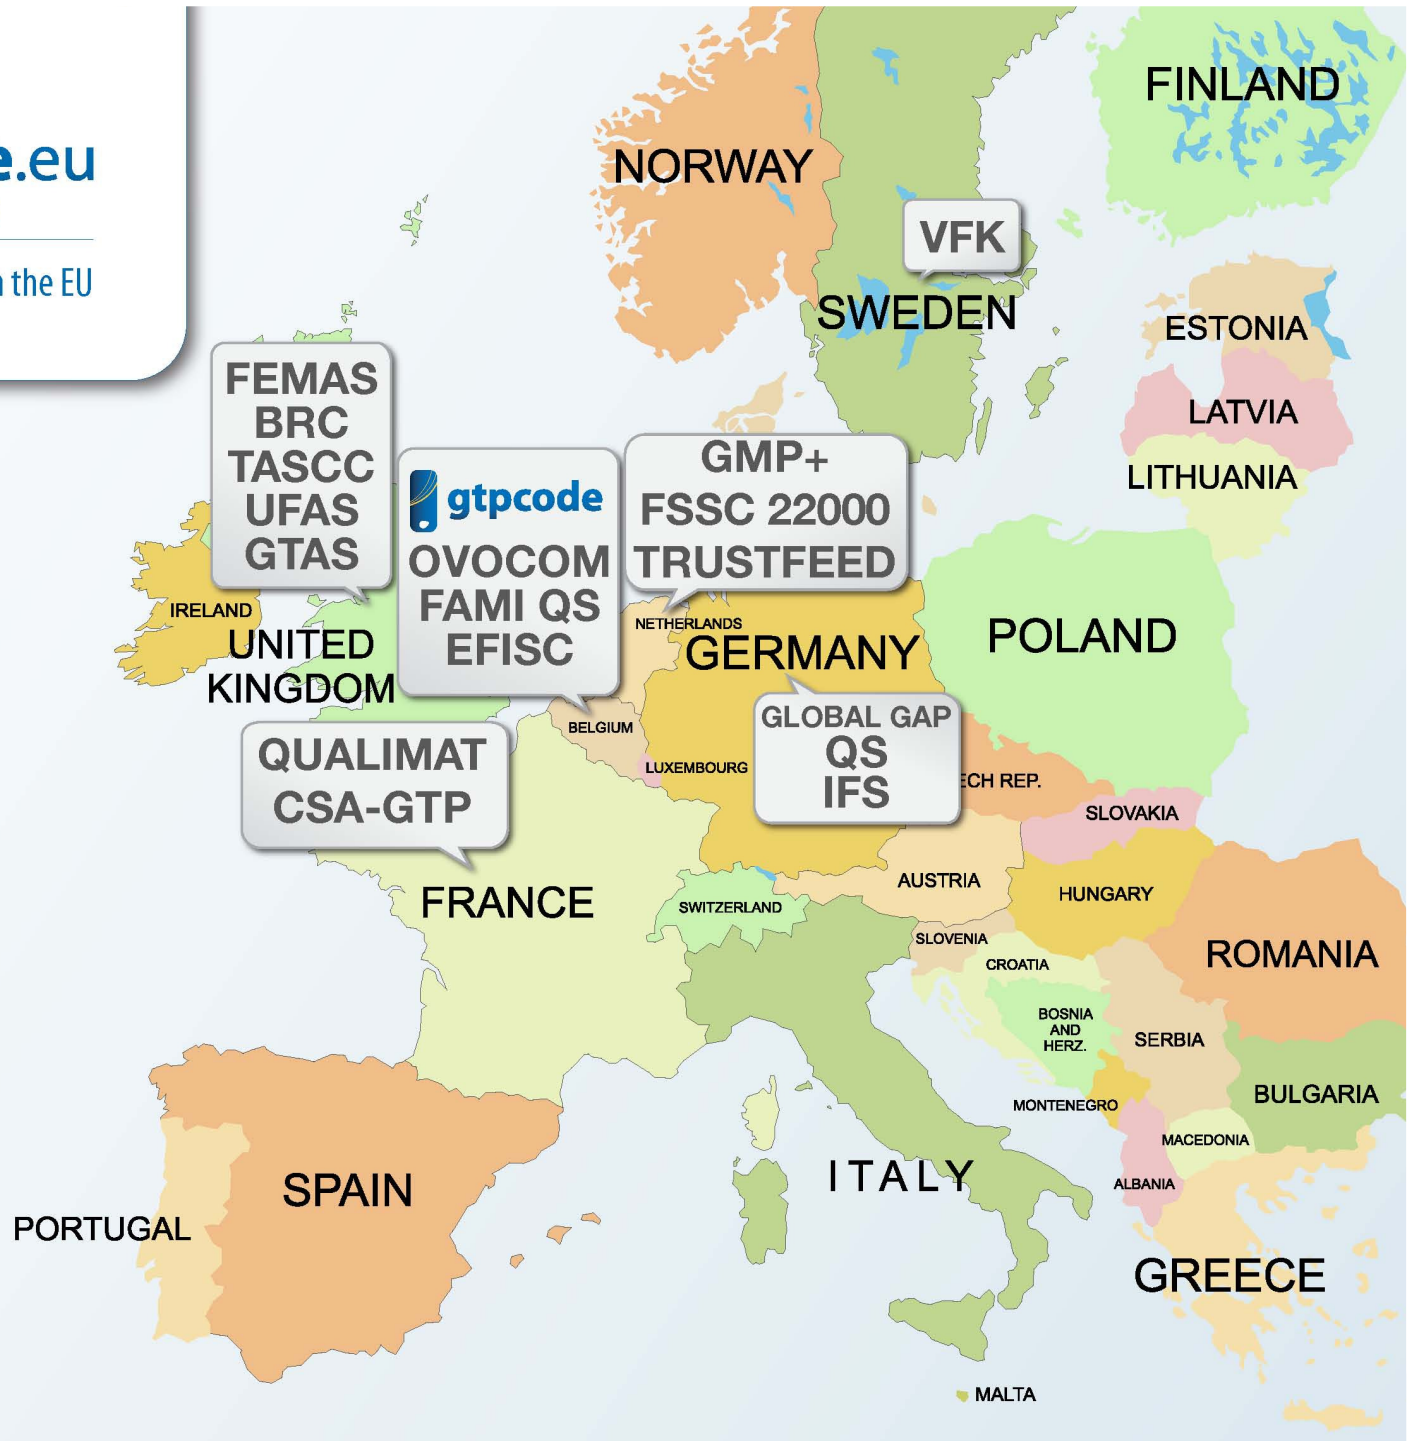 e.eu
the EU
FINLAND
NORWAY
VFK
SWEDEN
ESTONIA
LATVIA
LITHUANIA
FEMAS
BRC
TASCC
UFAS
GTAS
gtpcode
OVOCOM
FAMI QS
EFISC
GMP+
FSSC 22000
TRUSTFEED
IRELAND
UNITED
KINGDOM
NETHERLANDS
GERMANY
POLAND
GLOBAL GAP
QS
IFS
BELGIUM
LUXEMBOURG
QUALIMAT
CSA-GTP
ECH REP.
SLOVAKIA
FRANCE
SWITZERLAND
AUSTRIA
HUNGARY
SLOVENIA
CROATIA
ROMANIA
BOSNIA
AND
HERZ.
SERBIA
MONTENEGRO
BULGARIA
MACEDONIA
ALBANIA
ITALY
SPAIN
PORTUGAL
GREECE
MALTA